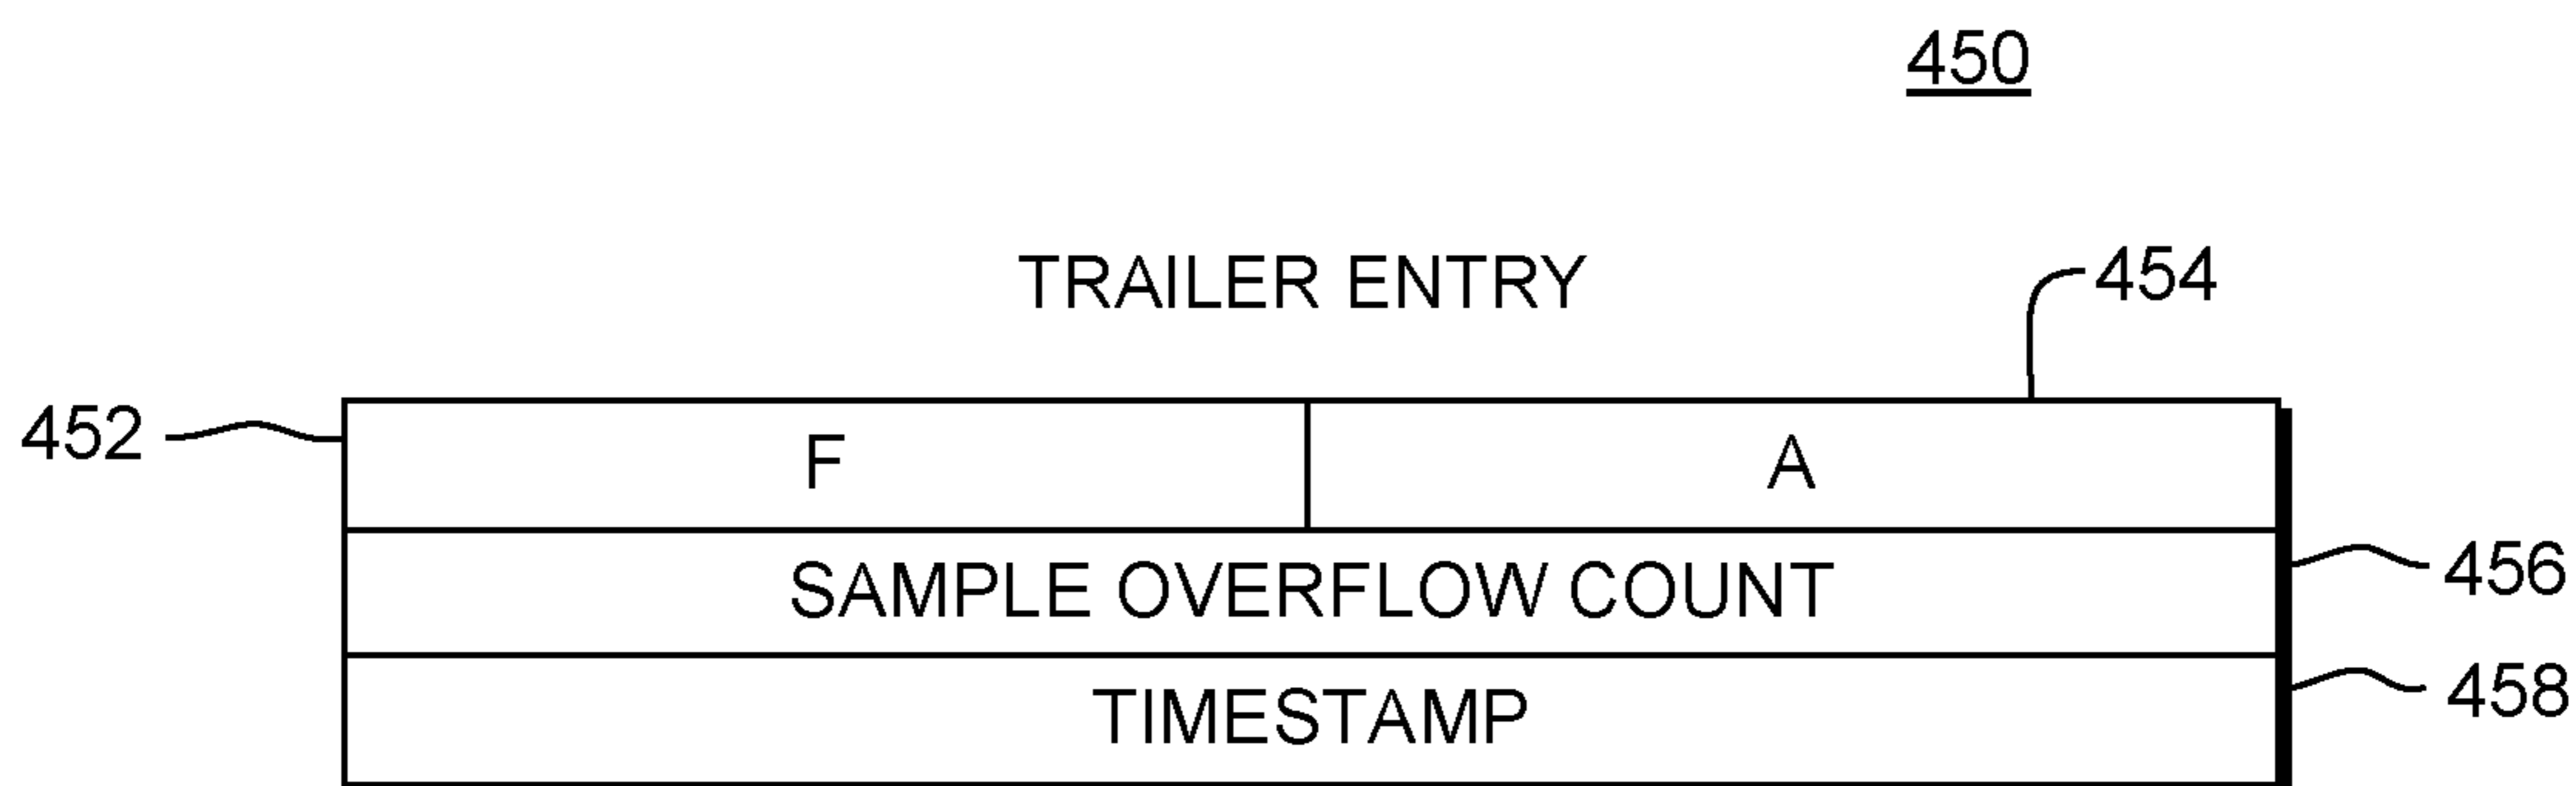 450
TRAILER ENTRY
454
452
F
A
SAMPLE OVERFLOW COUNT
456
TIMESTAMP
458